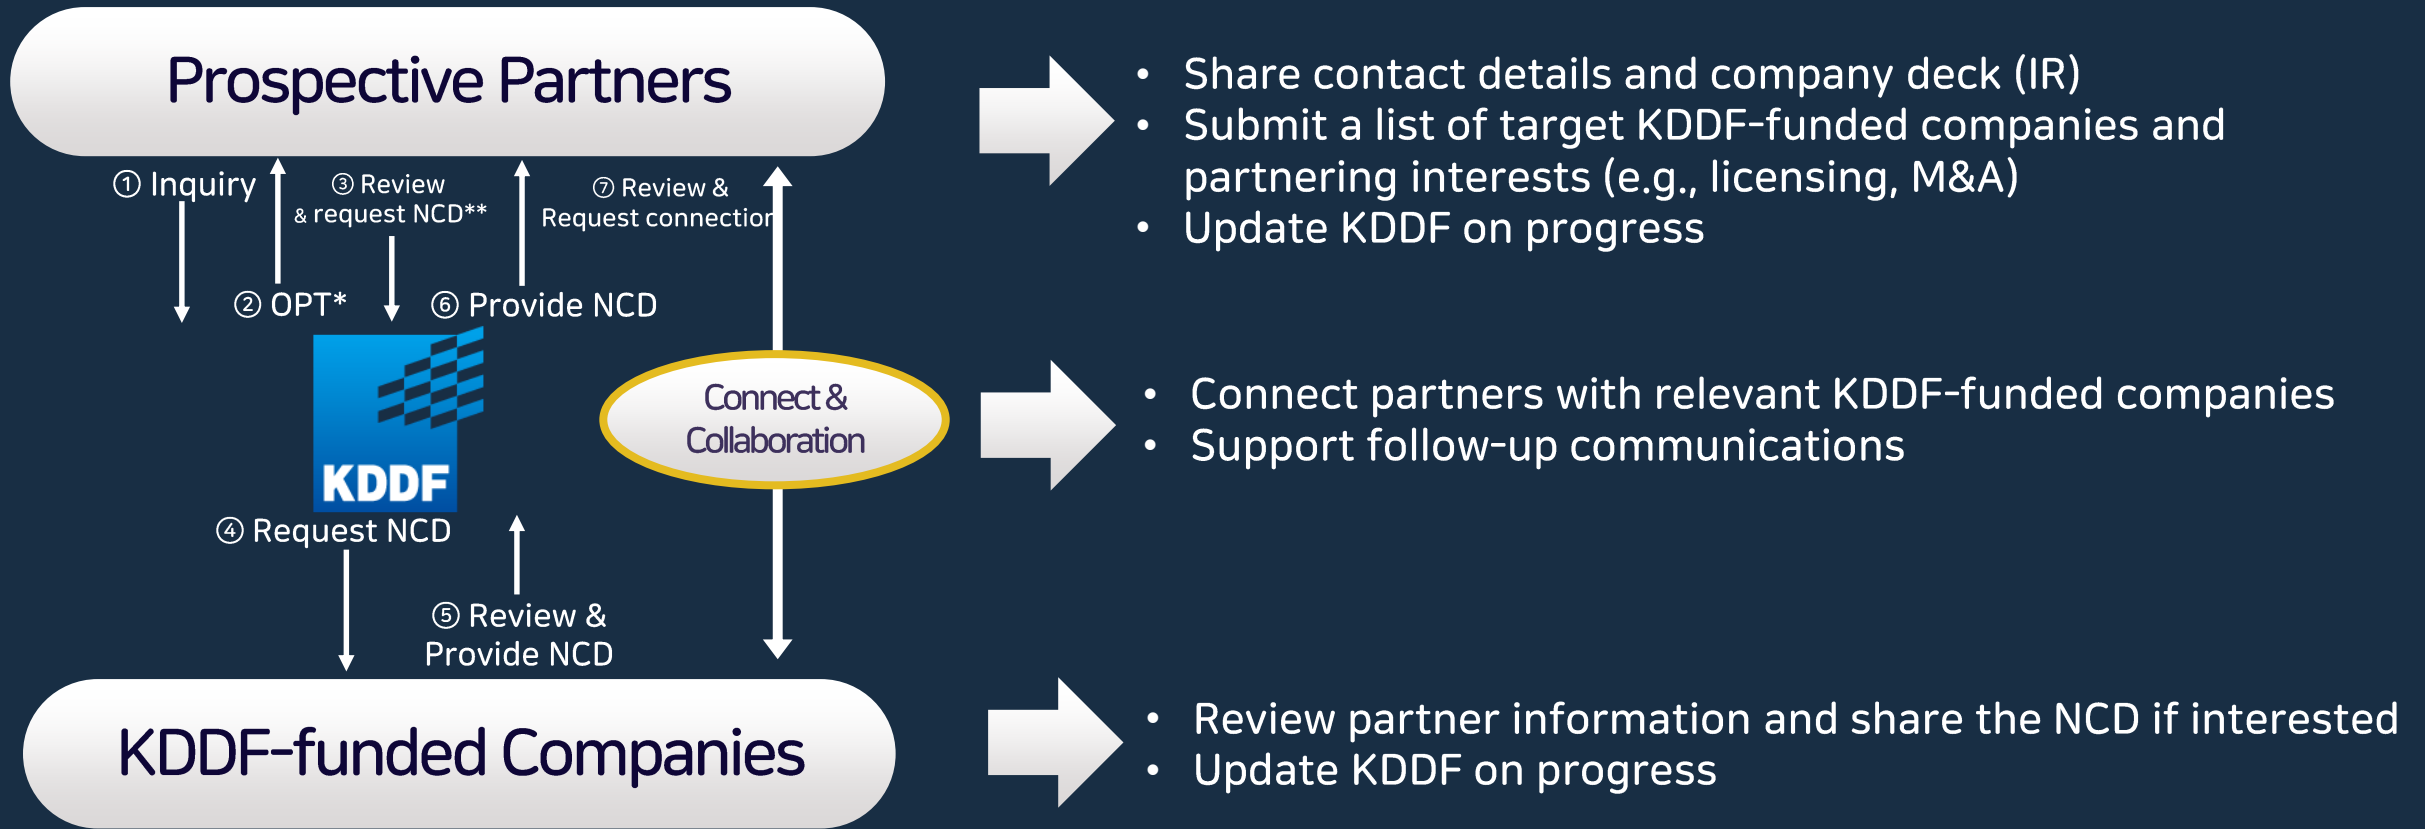 Prospective Partners
• Share contact details and company deck (IR)
• Submit a list of target KDDF-funded companies and
partnering interests (e.g., licensing, M&A)
• Update KDDF on progress
① Inquiry
② OPT*
③ Review
& request NCD**
⑥ Provide NCD
⑦ Review &
Request connection
KDDF
Connect &
Collaboration
• Connect partners with relevant KDDF-funded companies
• Support follow-up communications
④ Request NCD
⑤ Review &
Provide NCD
KDDF-funded Companies
• Review partner information and share the NCD if interested
• Update KDDF on progress